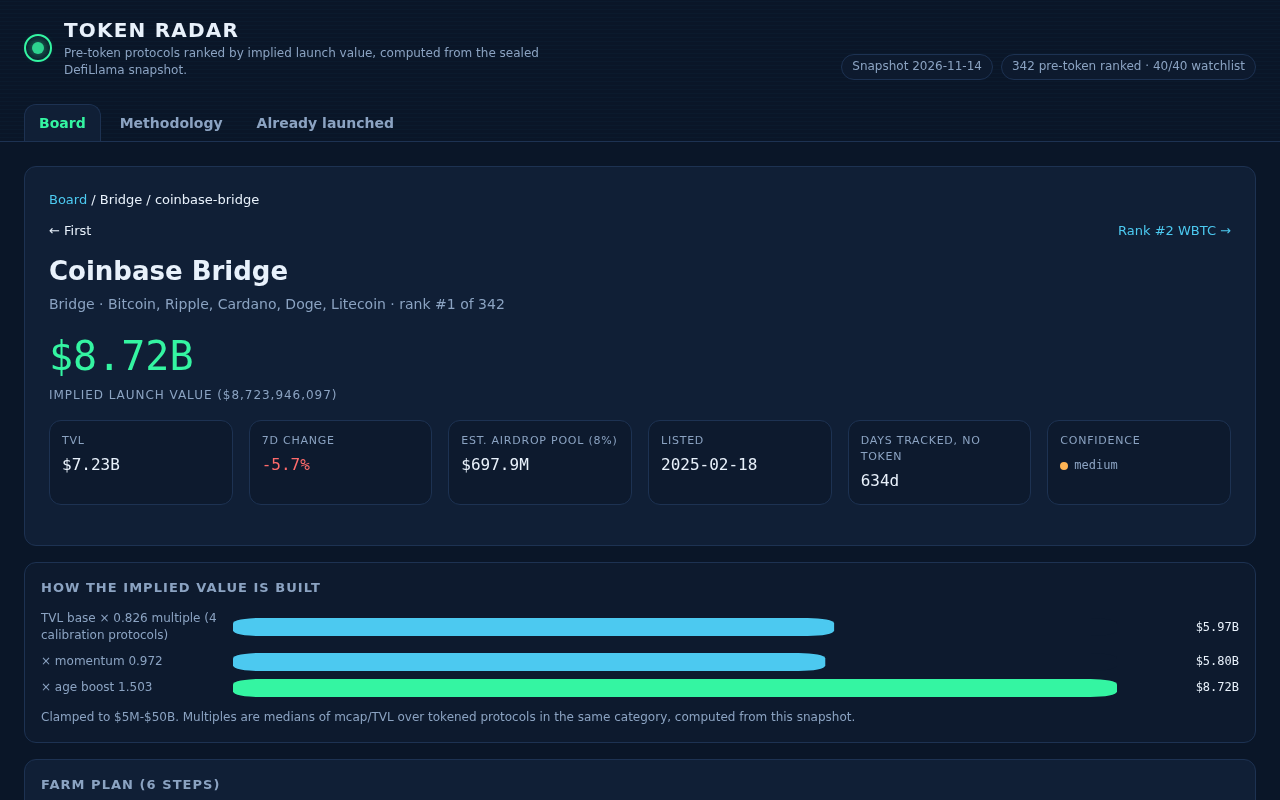 TOKEN RADAR
Pre-token protocols ranked by implied launch value, computed from the sealed
DefiLlama snapshot.
Snapshot 2026-11-14
342 pre-token ranked · 40/40 watchlist
Board
Methodology
Already launched
Board / Bridge / coinbase-bridge
← First
Rank #2 WBTC →
Coinbase Bridge
Bridge · Bitcoin, Ripple, Cardano, Doge, Litecoin · rank #1 of 342
$8.72B
IMPLIED LAUNCH VALUE ($8,723,946,097)
TVL
$7.23B
7D CHANGE
-5.7%
EST. AIRDROP POOL (8%)
$697.9M
LISTED
2025-02-18
DAYS TRACKED, NO
TOKEN
634d
CONFIDENCE
medium
HOW THE IMPLIED VALUE IS BUILT
TVL base × 0.826 multiple (4
calibration protocols)
$5.97B
× momentum 0.972
$5.80B
× age boost 1.503
$8.72B
Clamped to $5M-$50B. Multiples are medians of mcap/TVL over tokened protocols in the same category, computed from this snapshot.
FARM PLAN (6 STEPS)